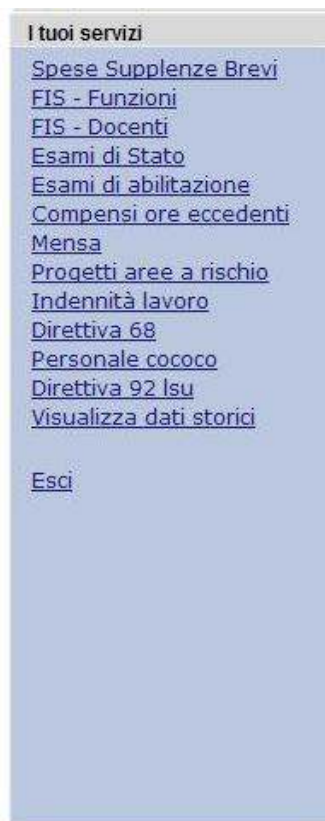 I tuoi servizi
Spese Supplenze Brevi
FIS - Funzioni
FIS - Docenti
Esami di Stato
Esami di abilitazione
Compensi ore eccedenti
Mensa
Progetti aree a rischio
Indennità lavoro
Direttiva 68
Personale cococo
Direttiva 92 lsu
Visualizza dati storici
Esci